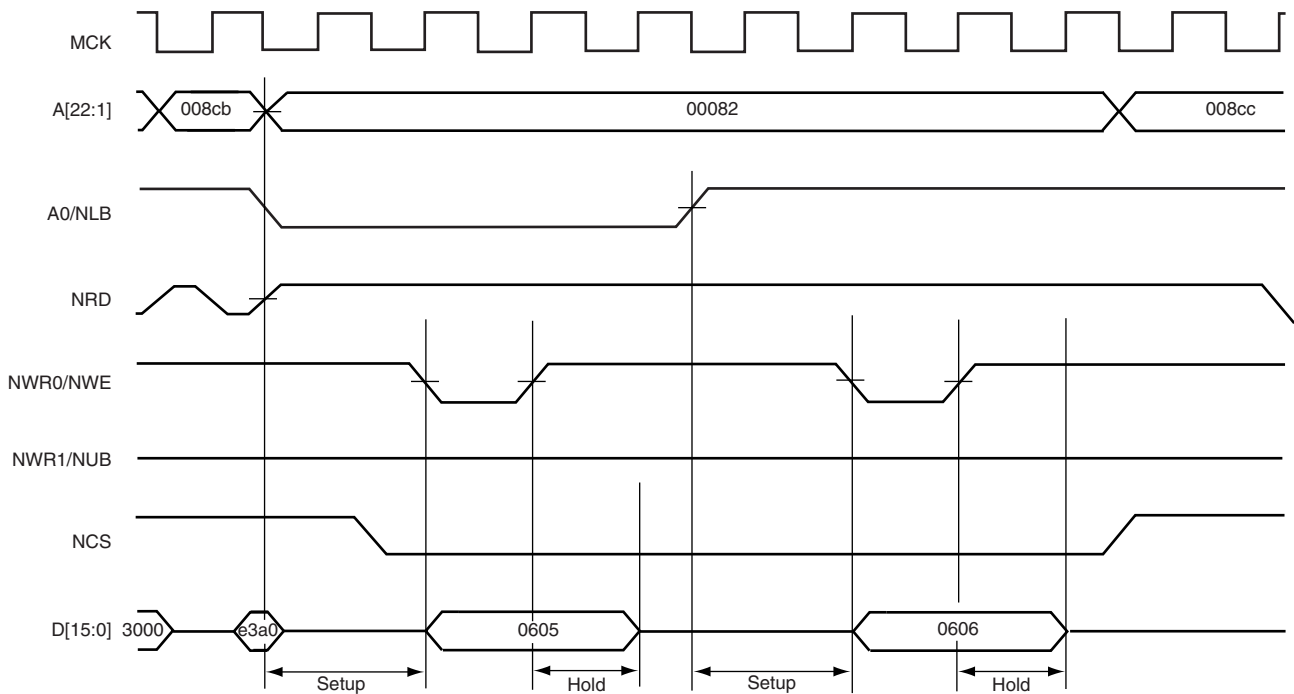 MCK
A[22:1] 008cb 00082 008cc
A0/NLB
NRD
NWR0/NWE
NWR1/NUB
NCS
D[15:0] 3000 e3a0 0605 0606
Setup Hold Setup Hold